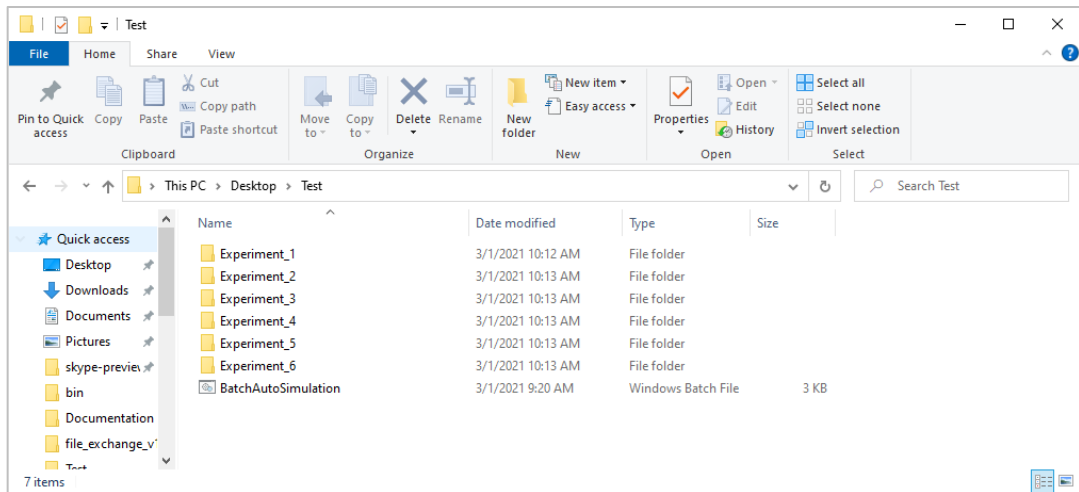 Test
File Home Share View
Pin to Quick access
Copy
Paste
Cut
Copy path
Paste shortcut
Move to
Copy to
Delete
Rename
New folder
New item
Easy access
Properties
Open
Edit
History
Select all
Select none
Invert selection
Clipboard Organize New Open Select
This PC > Desktop > Test
Search Test
Name Date modified Type Size
Quick access
Desktop
Downloads
Documents
Pictures
skype-preview
bin
Documentation
file_exchange_v
Test
Experiment_1 3/1/2021 10:12 AM File folder
Experiment_2 3/1/2021 10:13 AM File folder
Experiment_3 3/1/2021 10:13 AM File folder
Experiment_4 3/1/2021 10:13 AM File folder
Experiment_5 3/1/2021 10:13 AM File folder
Experiment_6 3/1/2021 10:13 AM File folder
BatchAutoSimulation 3/1/2021 9:20 AM Windows Batch File 3 KB
7 items